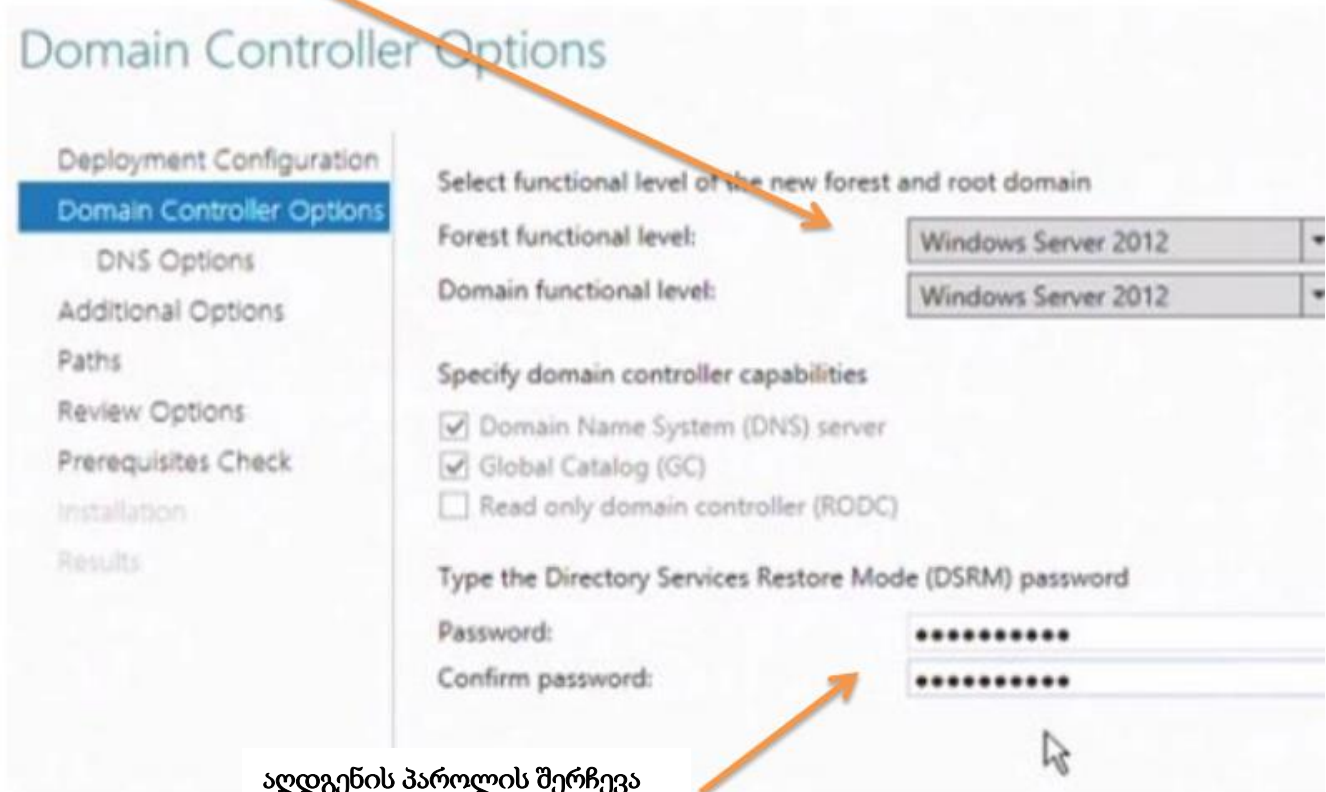 Domain Controller Options
Deployment Configuration
Domain Controller Options
DNS Options
Additional Options
Paths
Review Options
Prerequisites Check
Installation
Results
Select functional level of the new forest and root domain
Forest functional level: Windows Server 2012
Domain functional level: Windows Server 2012
Specify domain controller capabilities
Domain Name System (DNS) server
Global Catalog (GC)
Read only domain controller (RODC)
Type the Directory Services Restore Mode (DSRM) password
Password: ••••••••••
Confirm password: ••••••••••
აღდგენის პაროლის შერჩევა